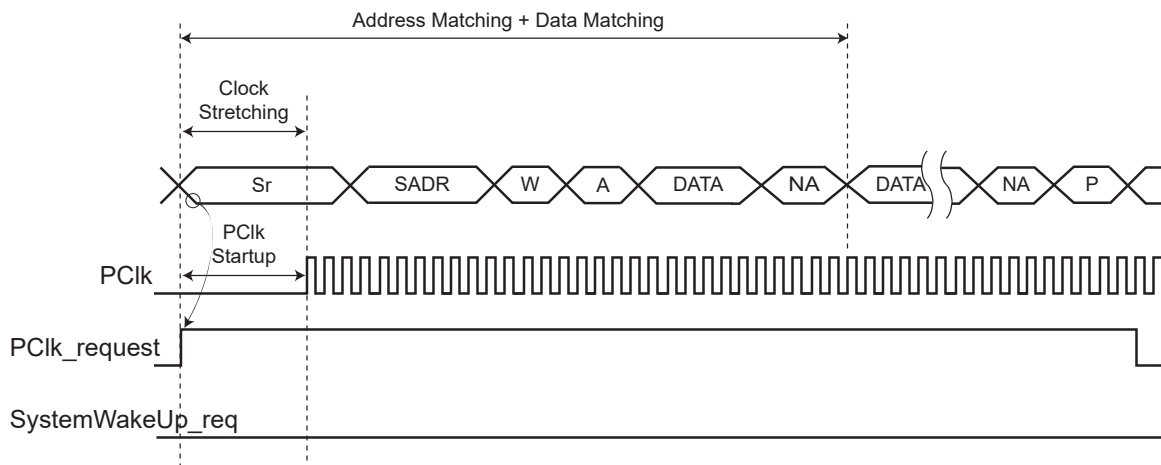 Address Matching + Data Matching
Clock
Stretching
Sr
SADR
W
A
DATA
NA
DATA
NA
P
PClk
Startup
PClk
PClk_request
SystemWakeUp_req